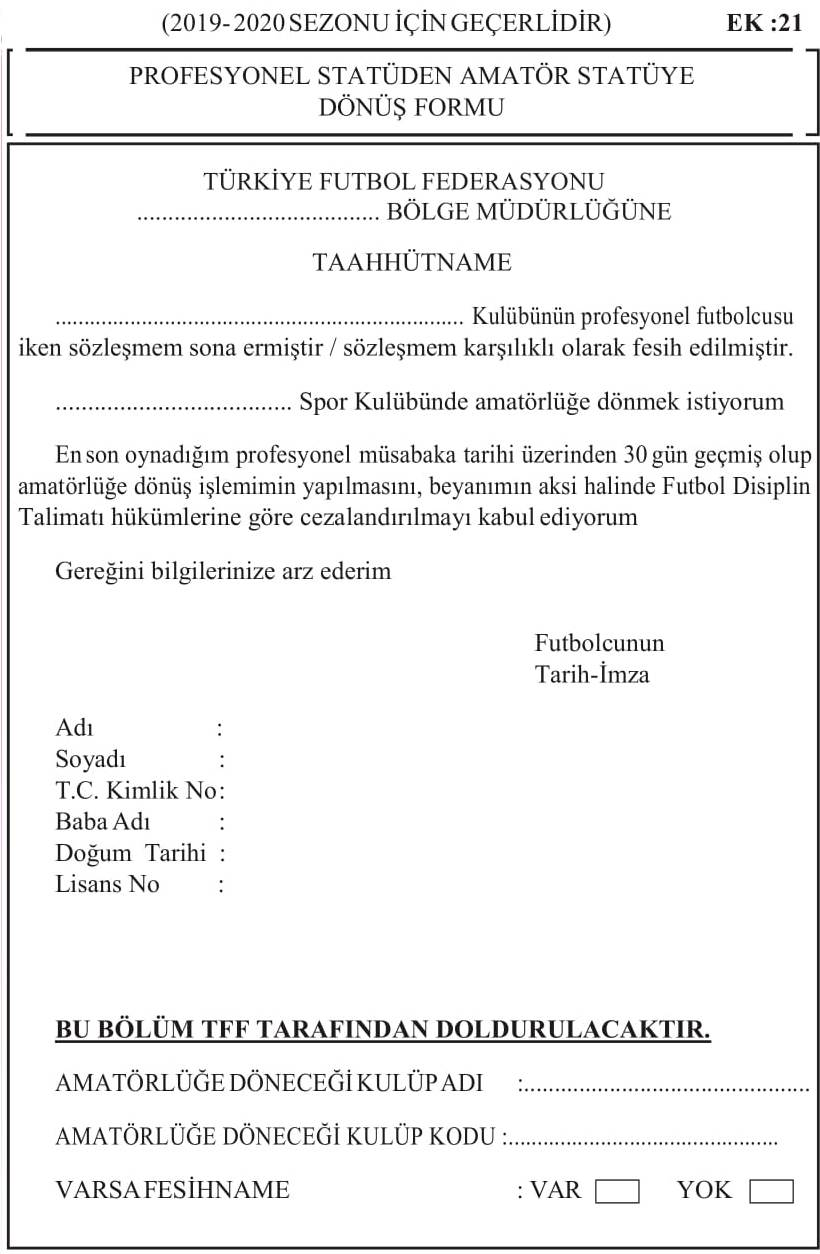 (2019-2020 SEZONU İÇİN GEÇERLİDİR) EK :21
PROFESYONEL STATÜDEN AMATÖR STATÜYE
DÖNÜŞ FORMU
TÜRKİYE FUTBOL FEDERASYONU
....................................... BÖLGE MÜDÜRLÜĞÜNE
TAAHHÜTNAME
....................................................................... Kulübünün profesyonel futbolcusu
iken sözleşmem sona ermiştir / sözleşmem karşılıklı olarak fesih edilmiştir.
.................................... Spor Kulübünde amatörlüğe dönmek istiyorum
En son oynadığım profesyonel müsabaka tarihi üzerinden 30 gün geçmiş olup
amatörlüğe dönüş işlemimin yapılmasını, beyanımın aksi halinde Futbol Disiplin
Talimatı hükümlerine göre cezalandırılmayı kabul ediyorum
Gereğini bilgilerinize arz ederim
Futbolcunun
Tarih-İmza
Adı :
Soyadı :
T.C. Kimlik No:
Baba Adı :
Doğum Tarihi :
Lisans No :
BU BÖLÜM TFF TARAFINDAN DOLDURULACAKTIR.
AMATÖRLÜĞE DÖNECEĞİ KULÜP ADI :..............................................
AMATÖRLÜĞE DÖNECEĞİ KULÜP KODU :..............................................
VARSA FESİHNAME : VAR YOK